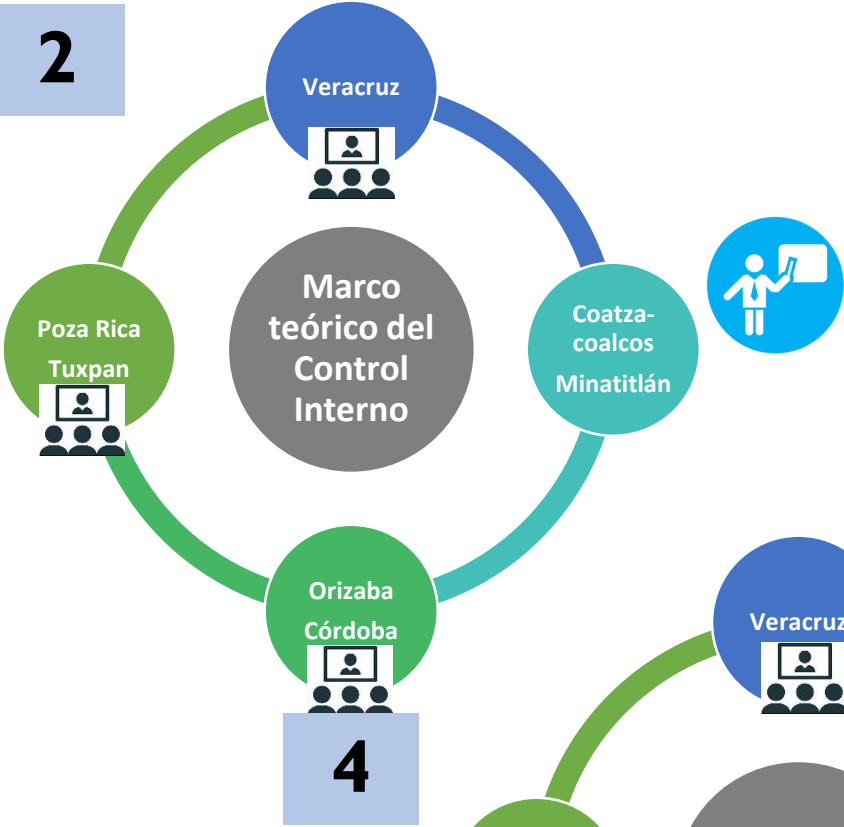 2
Veracruz
Marco
teórico del
Control
Interno
Poza Rica
Tuxpan
Coatza-
coalcos
Minatitlán
Orizaba
Córdoba
4
Veracruz